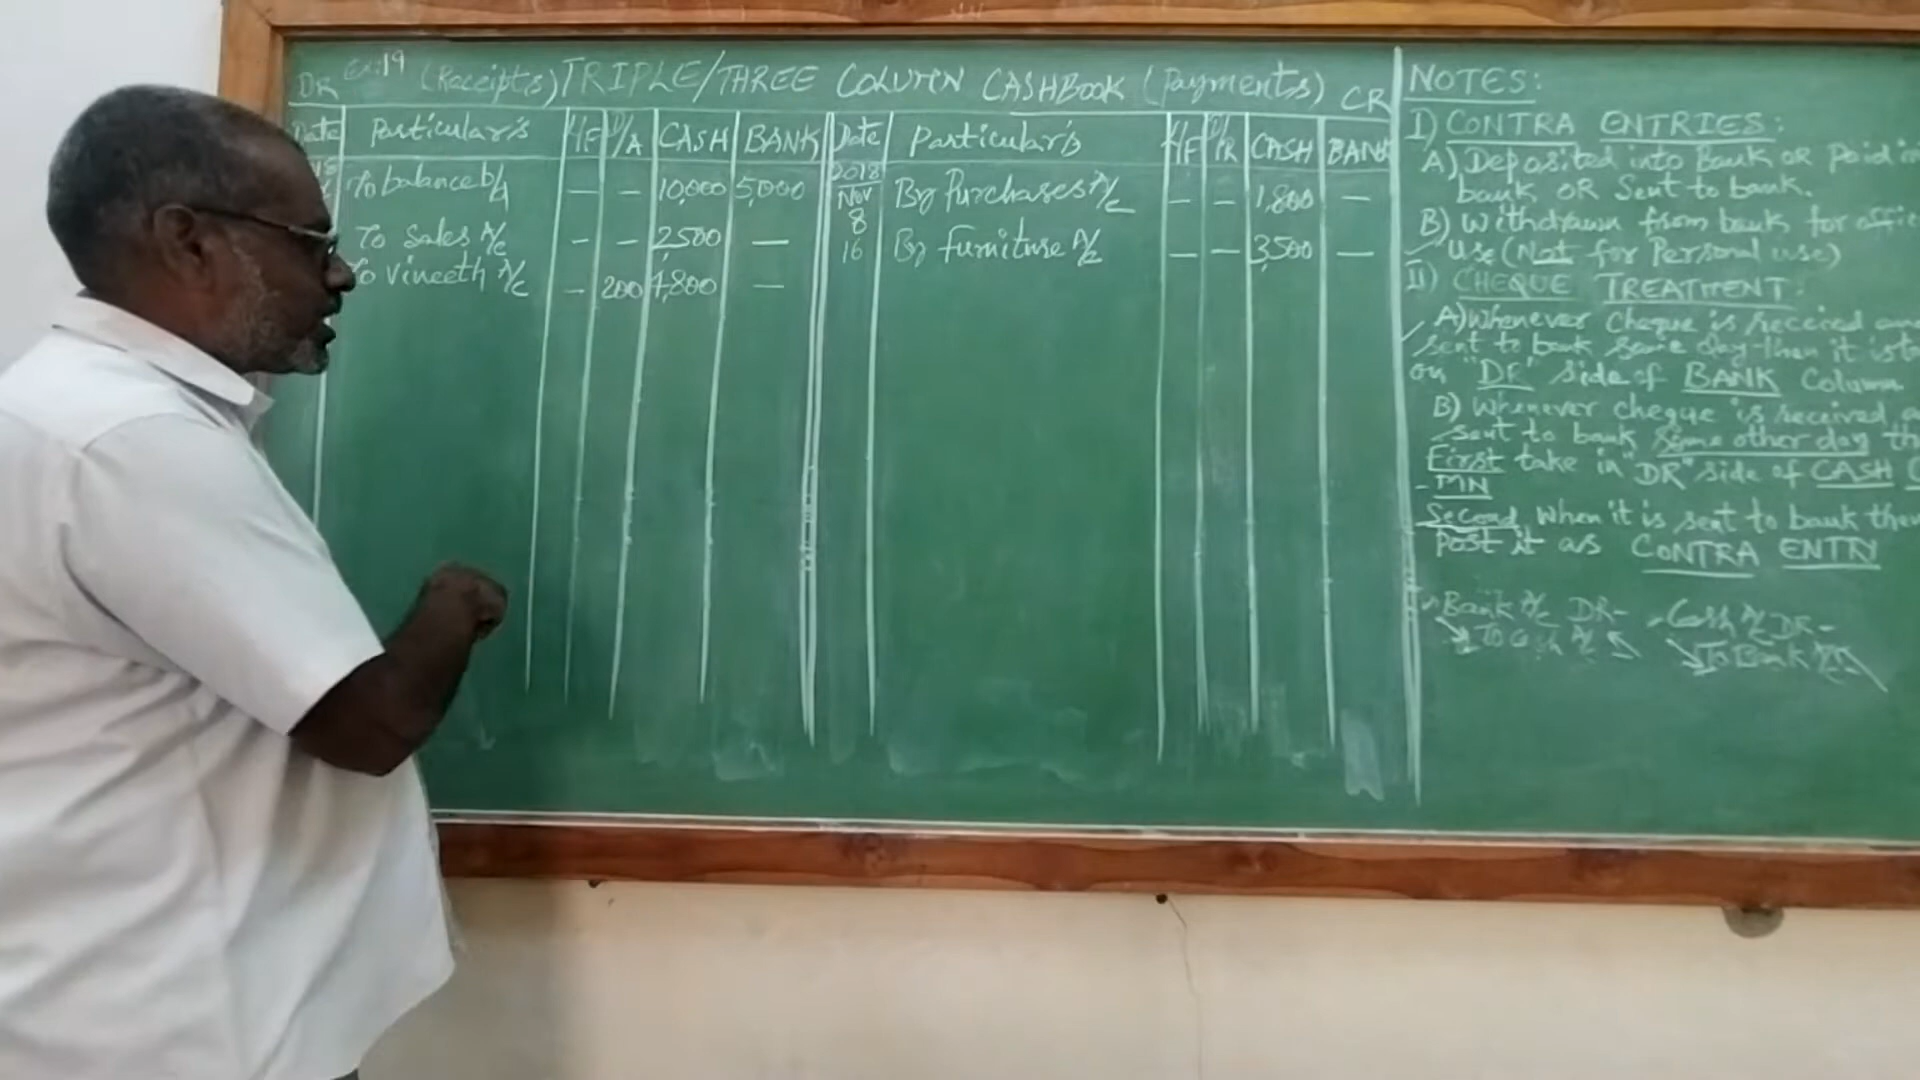 DR Ex:19 (Receipts) TRIPLE/THREE COLUMN CASHBOOK (Payments) CR
Date Particular's L/F D/A CASH BANK Date Particular's L/F D/R CASH BANK
To balance b/d — — 10,000 5,000 2018 Nov 8 By Purchases A/c — — 1,800 —
To Sales A/c — — 2,500 — 16 By furniture A/c — — 3,500 —
To Vineeth A/c — 200 4,800 —
NOTES:
I) CONTRA ENTRIES:
A) Deposited into Bank OR Paid in
bank OR Sent to bank.
B) Withdrawn from bank for offi
Use (Not for Personal use)
II) CHEQUE TREATMENT:
A) Whenever Cheque is received and
sent to bank same day then it is
on "DR" side of BANK Column
B) Whenever cheque is received
sent to bank Some other day
First take in "DR" side of CASH
-MN
Second When it is sent to bank then
Post it as CONTRA ENTRY
Bank A/c DR- Cash A/c DR-
To Cash A/c To Bank A/c